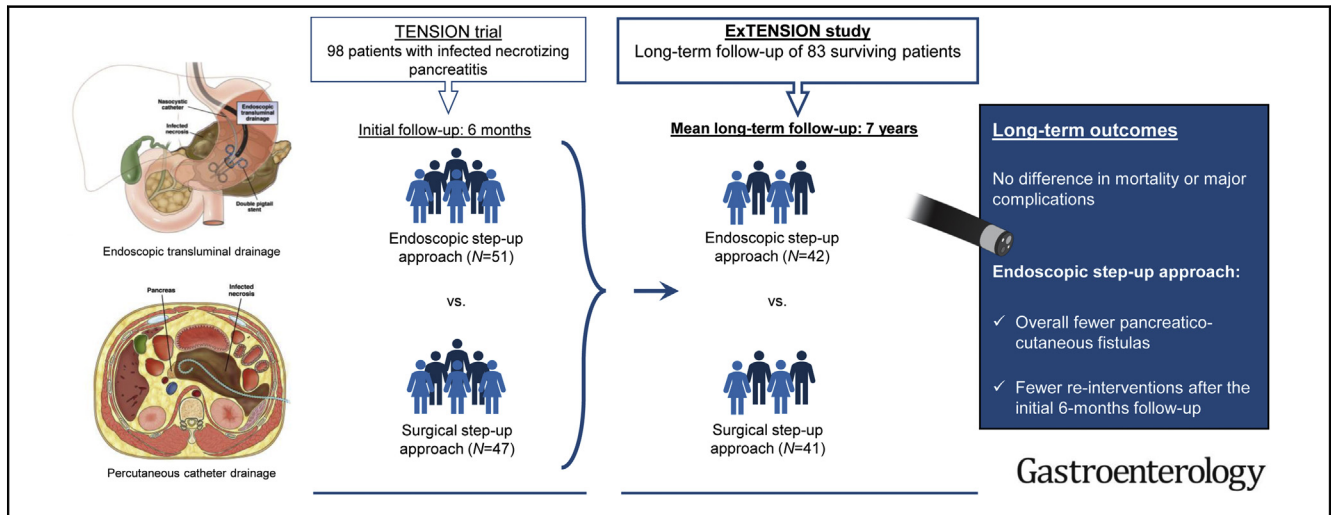 TENSION trial
98 patients with infected necrotizing
pancreatitis
ExTENSION study
Long-term follow-up of 83 surviving patients
Nasocystic
catheter
Endoscopic
transluminal
drainage
Infected
necrosis
Double pigtail
stent
Endoscopic transluminal drainage
Pancreas
Infected
necrosis
Percutaneous catheter drainage
Initial follow-up: 6 months
Endoscopic step-up
approach (N=51)
vs.
Surgical step-up
approach (N=47)
Mean long-term follow-up: 7 years
Endoscopic step-up
approach (N=42)
vs.
Surgical step-up
approach (N=41)
Long-term outcomes
No difference in mortality or major
complications
Endoscopic step-up approach:
✓ Overall fewer pancreatico-
cutaneous fistulas
✓ Fewer re-interventions after the
initial 6-months follow-up
Gastroenterology